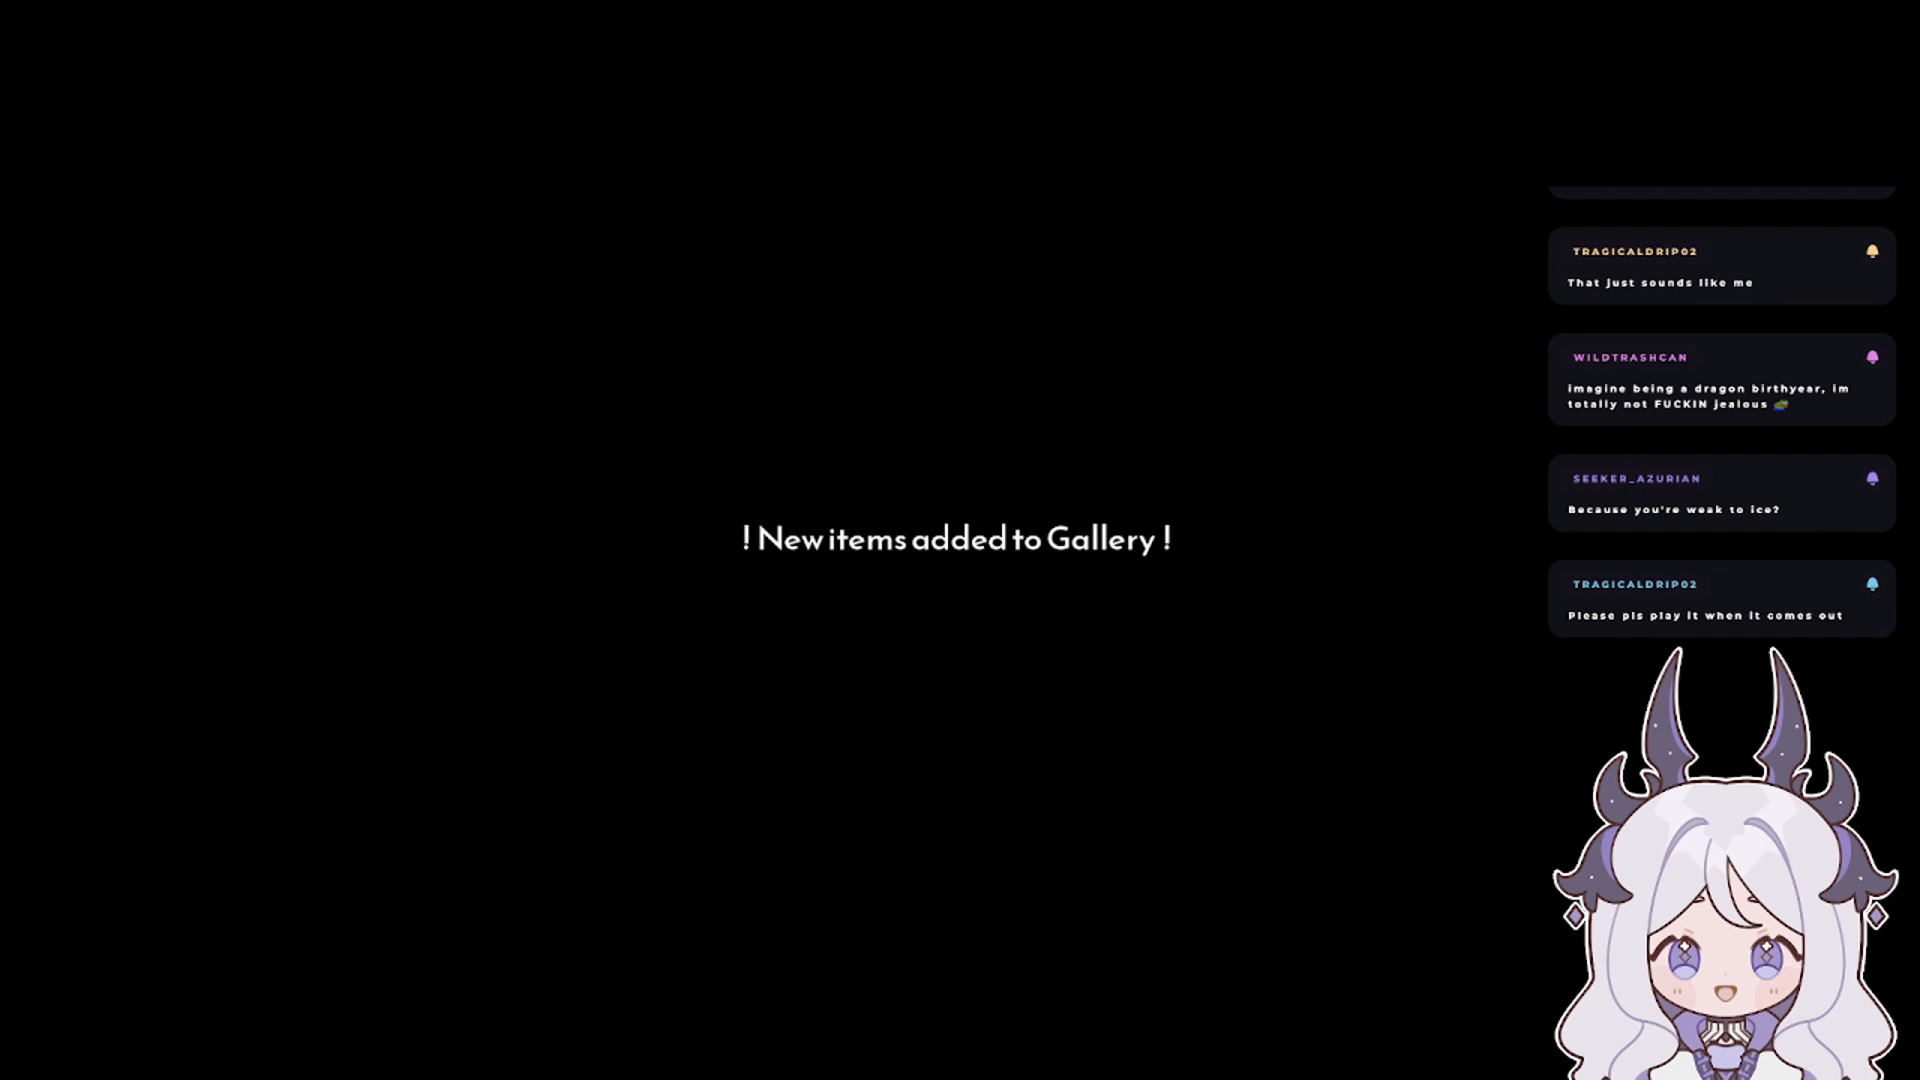 ! New items added to Gallery !
TRAGICALDRIP02
That just sounds like me
WILDTRASHCAN
imagine being a dragon birthyear, im
totally not FUCKIN jealous
SEEKER_AZURIAN
Because you're weak to ice?
TRAGICALDRIP02
Please pls play it when it comes out